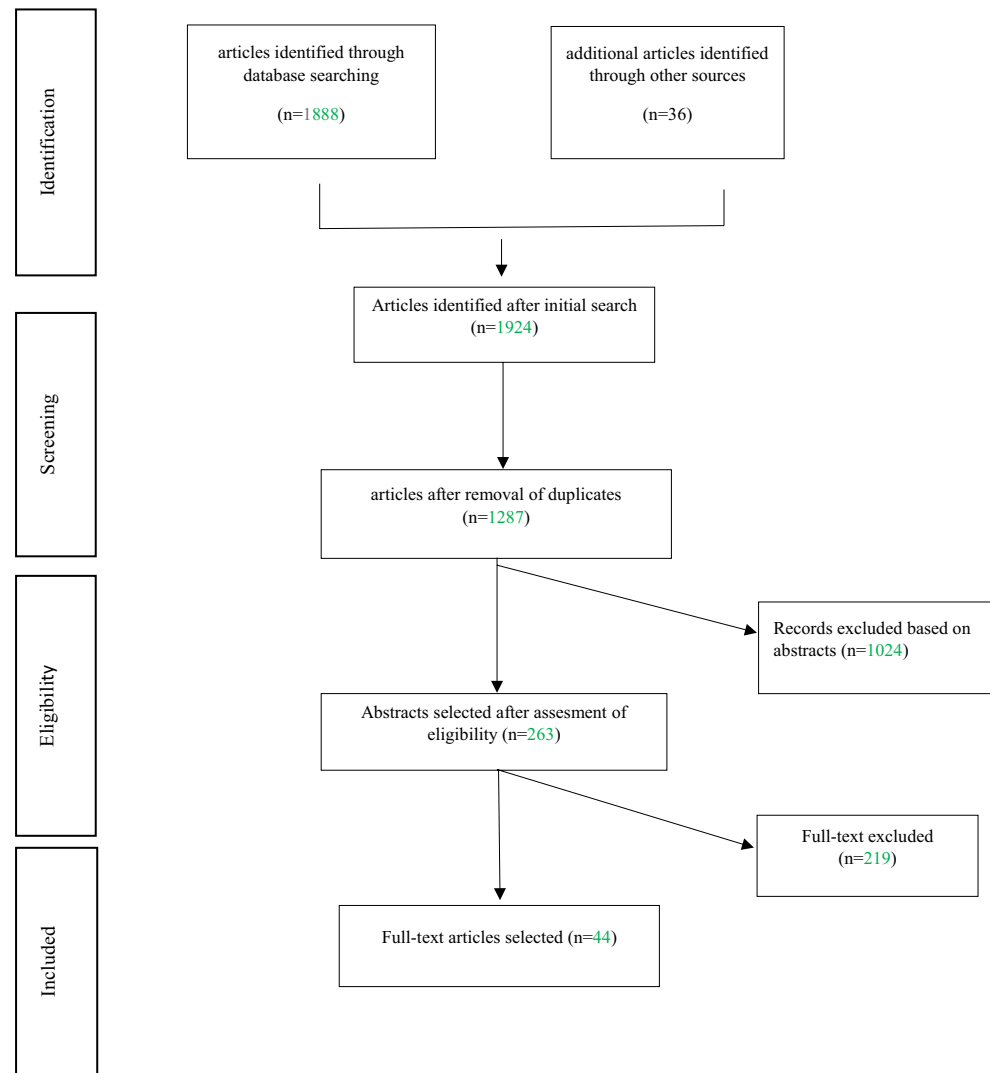 Identification
articles identified through
database searching
(n=1888)
additional articles identified
through other sources
(n=36)
Articles identified after initial search
(n=1924)
Screening
articles after removal of duplicates
(n=1287)
Records excluded based on
abstracts (n=1024)
Eligibility
Abstracts selected after assesment of
eligibility (n=263)
Full-text excluded
(n=219)
Included
Full-text articles selected (n=44)